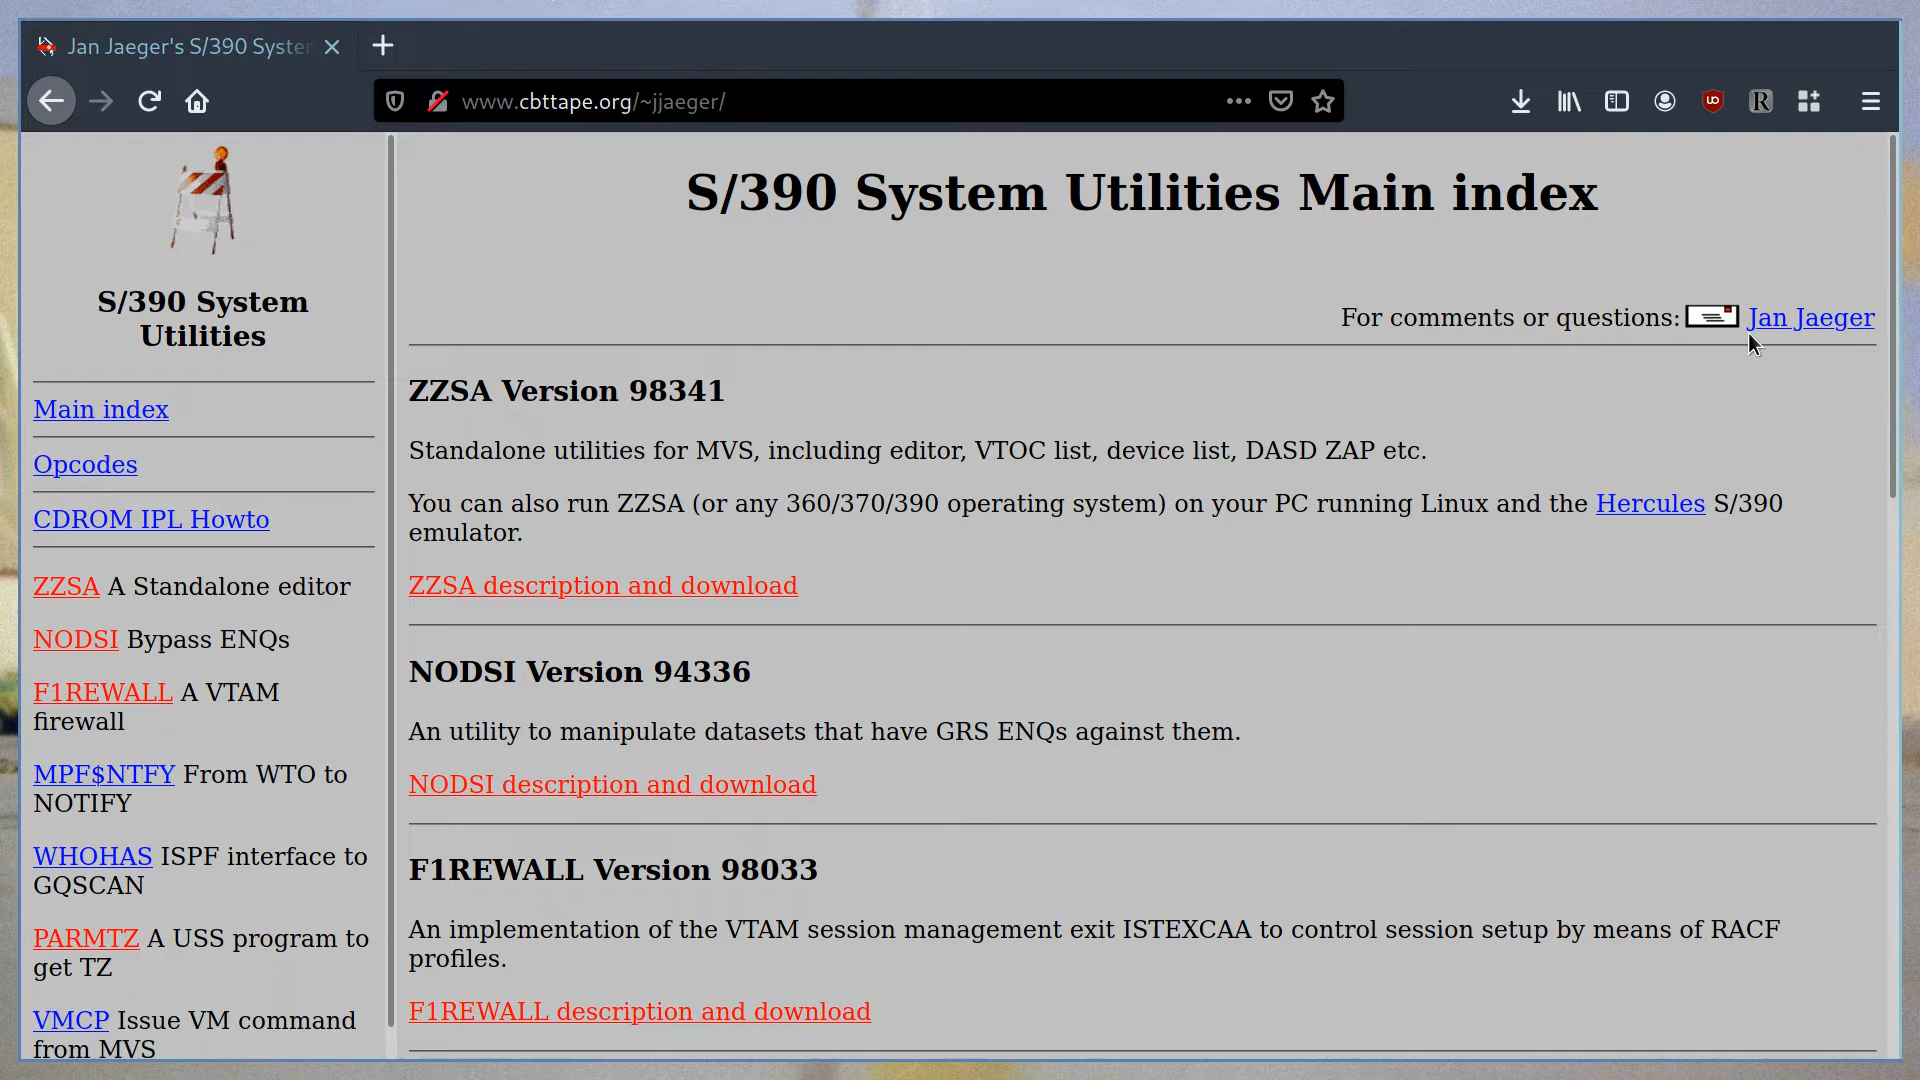 Jan Jaeger's S/390 System
www.cbttape.org/~jjaeger/
S/390 System
Utilities
Main index
Opcodes
CDROM IPL Howto
ZZSA A Standalone editor
NODSI Bypass ENQs
F1REWALL A VTAM
firewall
MPF$NTFY From WTO to
NOTIFY
WHOHAS ISPF interface to
GQSCAN
PARMTZ A USS program to
get TZ
VMCP Issue VM command
from MVS
S/390 System Utilities Main index
For comments or questions: Jan Jaeger
ZZSA Version 98341
Standalone utilities for MVS, including editor, VTOC list, device list, DASD ZAP etc.
You can also run ZZSA (or any 360/370/390 operating system) on your PC running Linux and the Hercules S/390
emulator.
ZZSA description and download
NODSI Version 94336
An utility to manipulate datasets that have GRS ENQs against them.
NODSI description and download
F1REWALL Version 98033
An implementation of the VTAM session management exit ISTEXCAA to control session setup by means of RACF
profiles.
F1REWALL description and download